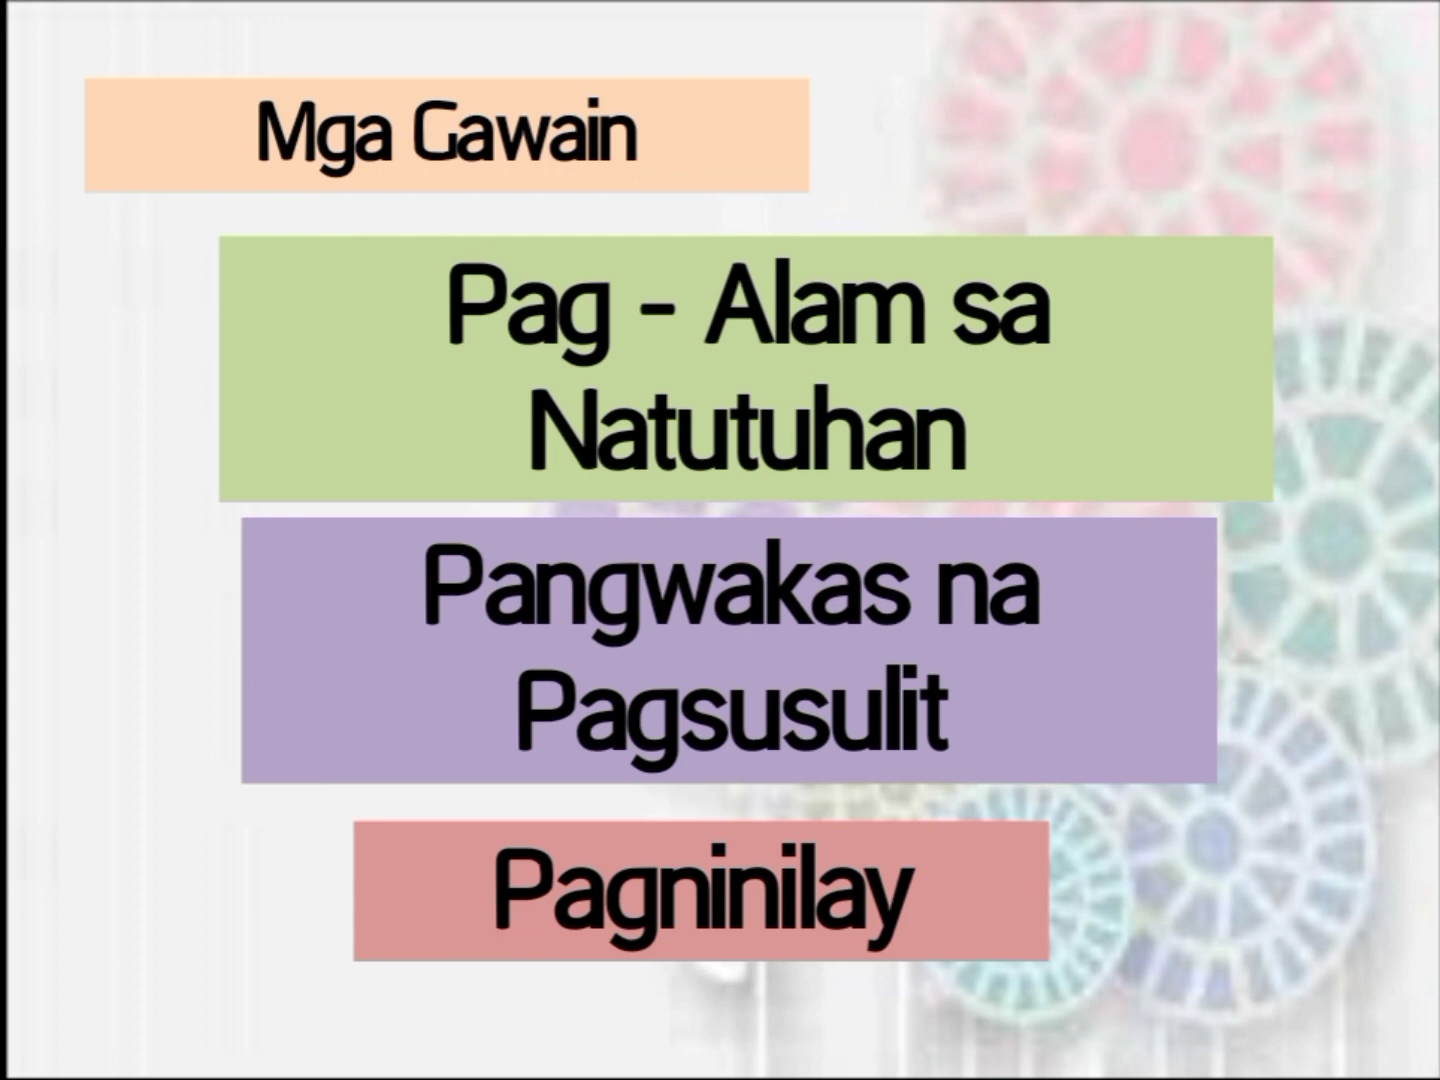 Mga Gawain
Pag - Alam sa
Natutuhan
Pangwakas na
Pagsusulit
Pagninilay